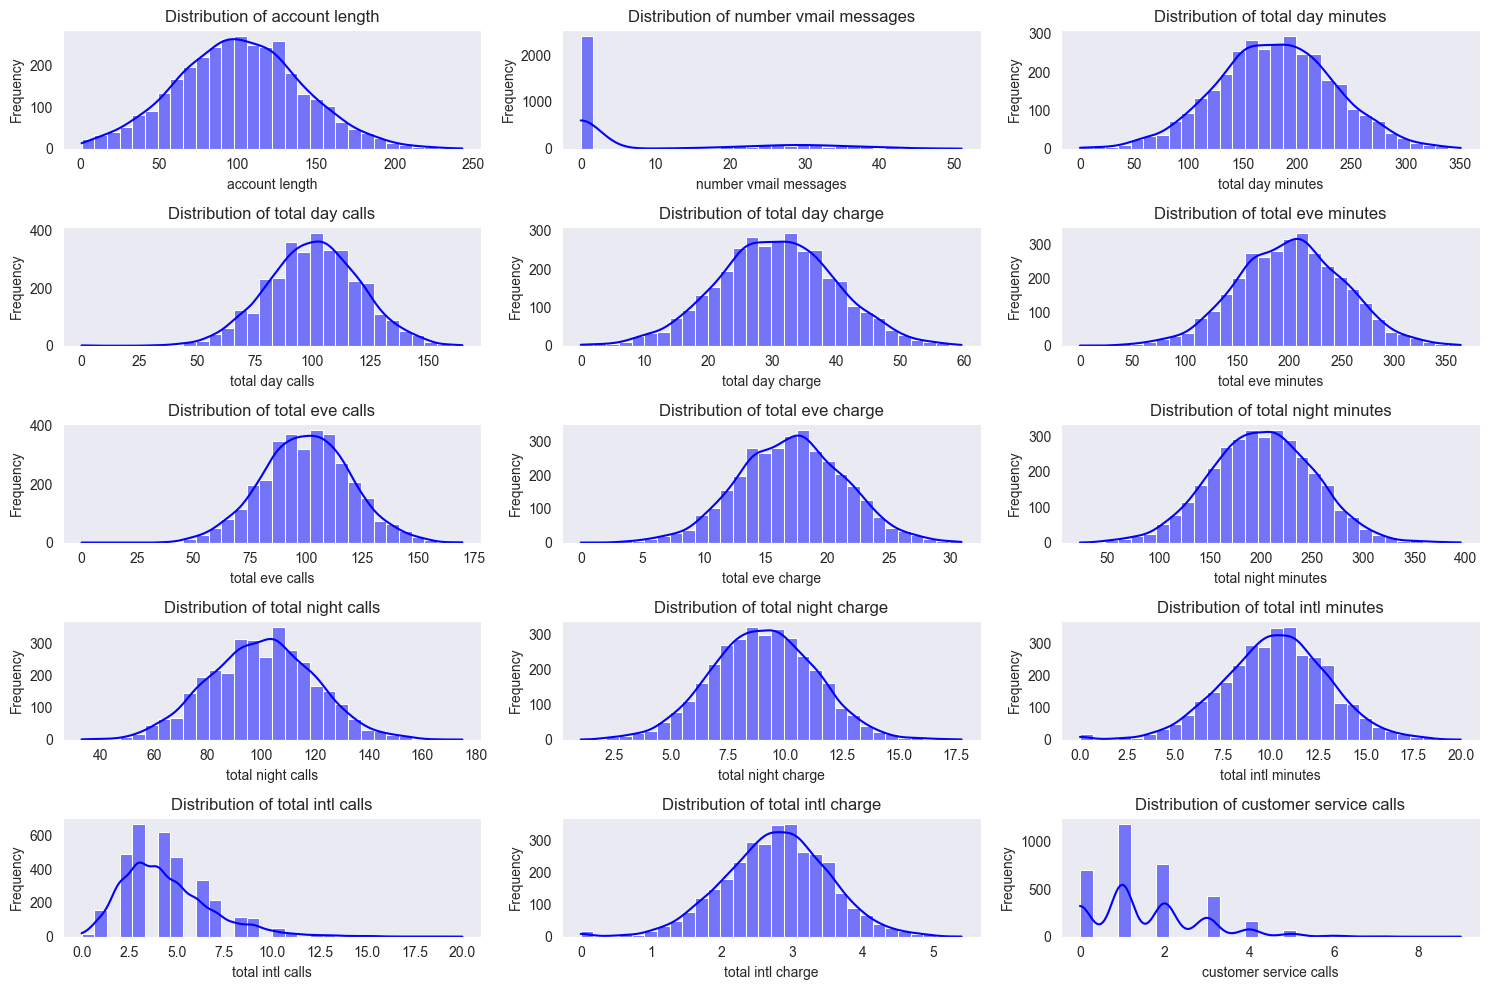 Distribution of account length
Frequency
200
100
0
0 50 100 150 200 250
account length
Distribution of number vmail messages
Frequency
2000
1000
0
0 10 20 30 40 50
number vmail messages
Distribution of total day minutes
Frequency
300
200
100
0
0 50 100 150 200 250 300 350
total day minutes
Distribution of total day calls
Frequency
400
200
0
0 25 50 75 100 125 150
total day calls
Distribution of total day charge
Frequency
300
200
100
0
0 10 20 30 40 50 60
total day charge
Distribution of total eve minutes
Frequency
300
200
100
0
0 50 100 150 200 250 300 350
total eve minutes
Distribution of total eve calls
Frequency
400
200
0
0 25 50 75 100 125 150 175
total eve calls
Distribution of total eve charge
Frequency
300
200
100
0
0 5 10 15 20 25 30
total eve charge
Distribution of total night minutes
Frequency
300
200
100
0
50 100 150 200 250 300 350 400
total night minutes
Distribution of total night calls
Frequency
300
200
100
0
40 60 80 100 120 140 160 180
total night calls
Distribution of total night charge
Frequency
300
200
100
0
2.5 5.0 7.5 10.0 12.5 15.0 17.5
total night charge
Distribution of total intl minutes
Frequency
300
200
100
0
0.0 2.5 5.0 7.5 10.0 12.5 15.0 17.5 20.0
total intl minutes
Distribution of total intl calls
Frequency
600
400
200
0
0.0 2.5 5.0 7.5 10.0 12.5 15.0 17.5 20.0
total intl calls
Distribution of total intl charge
Frequency
300
200
100
0
0 1 2 3 4 5
total intl charge
Distribution of customer service calls
Frequency
1000
500
0
0 2 4 6 8
customer service calls